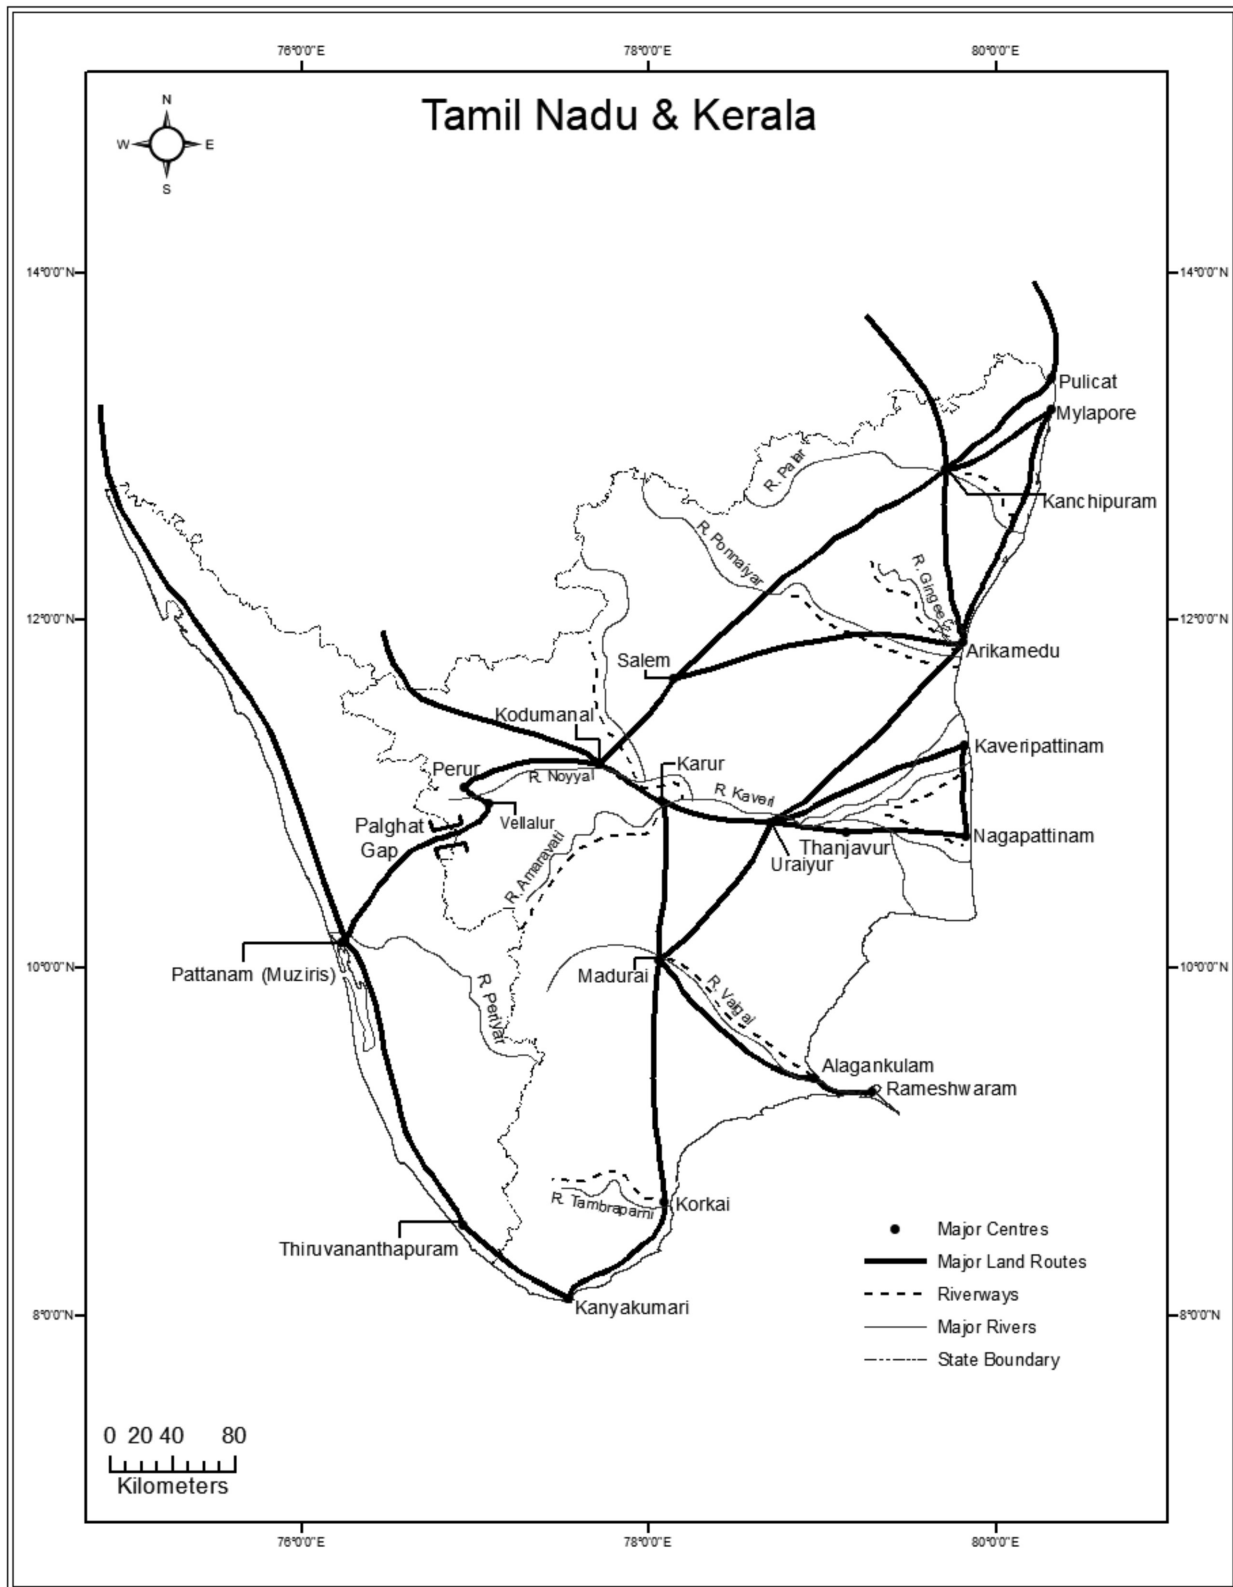 76°0'0"E 78°0'0"E 80°0'0"E
Tamil Nadu & Kerala
N
W E
S
14°0'0"N 14°0'0"N
Pulicat
Mylapore
R. Palar
Kanchipuram
R. Ponnaiyar
R. Gingee
12°0'0"N 12°0'0"N
Salem
Arikamedu
Kodumanal
Kaveripattinam
Karur
Perur
R. Noyyal
R. Kaveri
Vellalur
Palghat
Gap
Nagapattinam
Thanjavur
Uraiyur
R. Amaravati
10°0'0"N 10°0'0"N
Pattanam (Muziris)
Madurai
R. Periyar
R. Vaigai
Alagankulam
Rameshwaram
R. Tambraparni
Korkai
Thiruvananthapuram
Kanyakumari
8°0'0"N 8°0'0"N
Major Centres
Major Land Routes
Riverways
Major Rivers
State Boundary
0 20 40 80
Kilometers
76°0'0"E 78°0'0"E 80°0'0"E